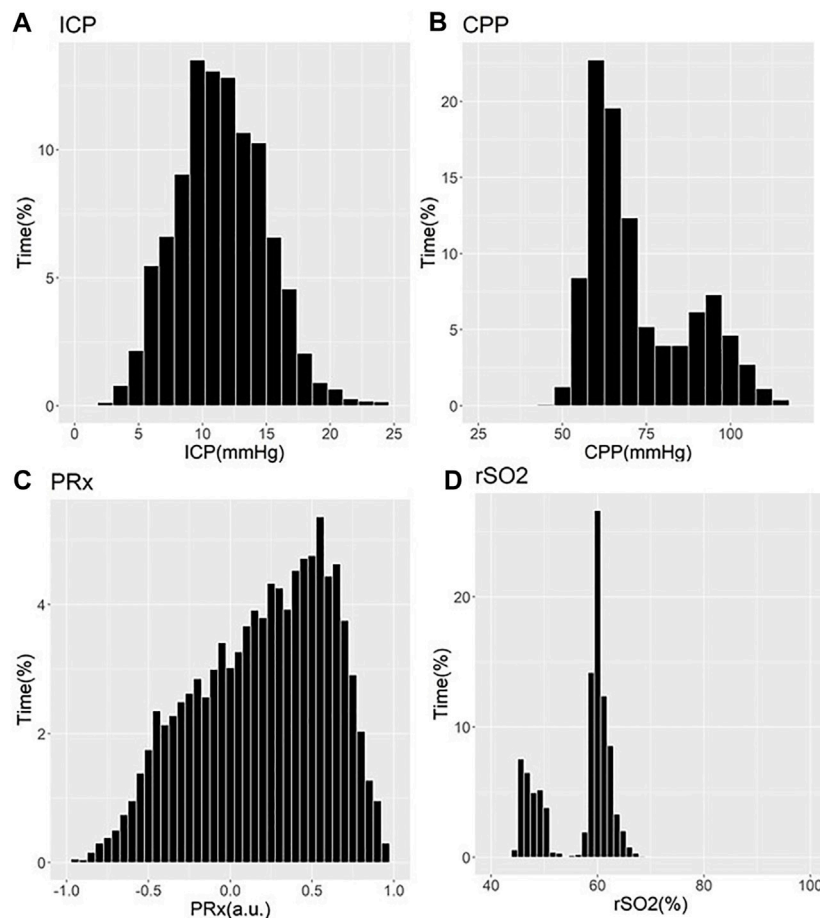 A ICP
Time(%)
10
5
0
0 5 10 15 20 25
ICP(mmHg)
B CPP
Time(%)
20
15
10
5
0
25 50 75 100
CPP(mmHg)
C PRx
Time(%)
4
2
0
-1.0 -0.5 0.0 0.5 1.0
PRx(a.u.)
D rSO2
Time(%)
20
10
0
40 60 80 100
rSO2(%)